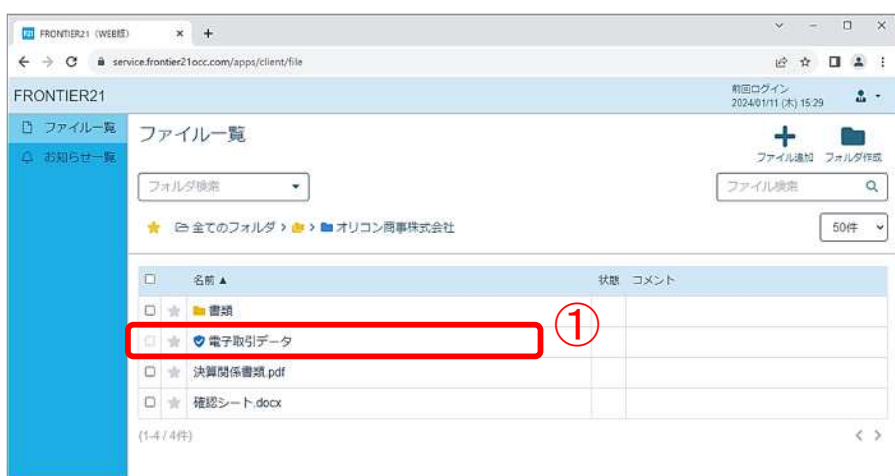 F21 FRONTIER21 (WEB版)
service.frontier21occ.com/apps/client/file
FRONTIER21
前回ログイン
2024/01/11 (木) 15:29
ファイル一覧
お知らせ一覧
ファイル一覧
ファイル追加 フォルダ作成
フォルダ検索
ファイル検索
全てのフォルダ > > オリコン商事株式会社
50件
名前▲ 状態 コメント
書類
電子取引データ
①
決算関係書類.pdf
確認シート.docx
(1-4 / 4件)